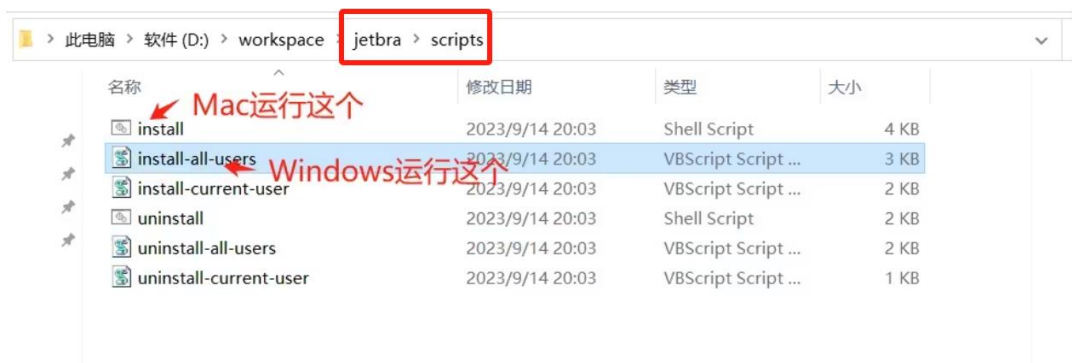 此电脑 > 软件 (D:) > workspace > jetbra > scripts
名称 修改日期 类型 大小
Mac运行这个
install 2023/9/14 20:03 Shell Script 4 KB
install-all-users 2023/9/14 20:03 VBScript Script ... 3 KB
Windows运行这个
install-current-user 2023/9/14 20:03 VBScript Script ... 2 KB
uninstall 2023/9/14 20:03 Shell Script 2 KB
uninstall-all-users 2023/9/14 20:03 VBScript Script ... 2 KB
uninstall-current-user 2023/9/14 20:03 VBScript Script ... 1 KB